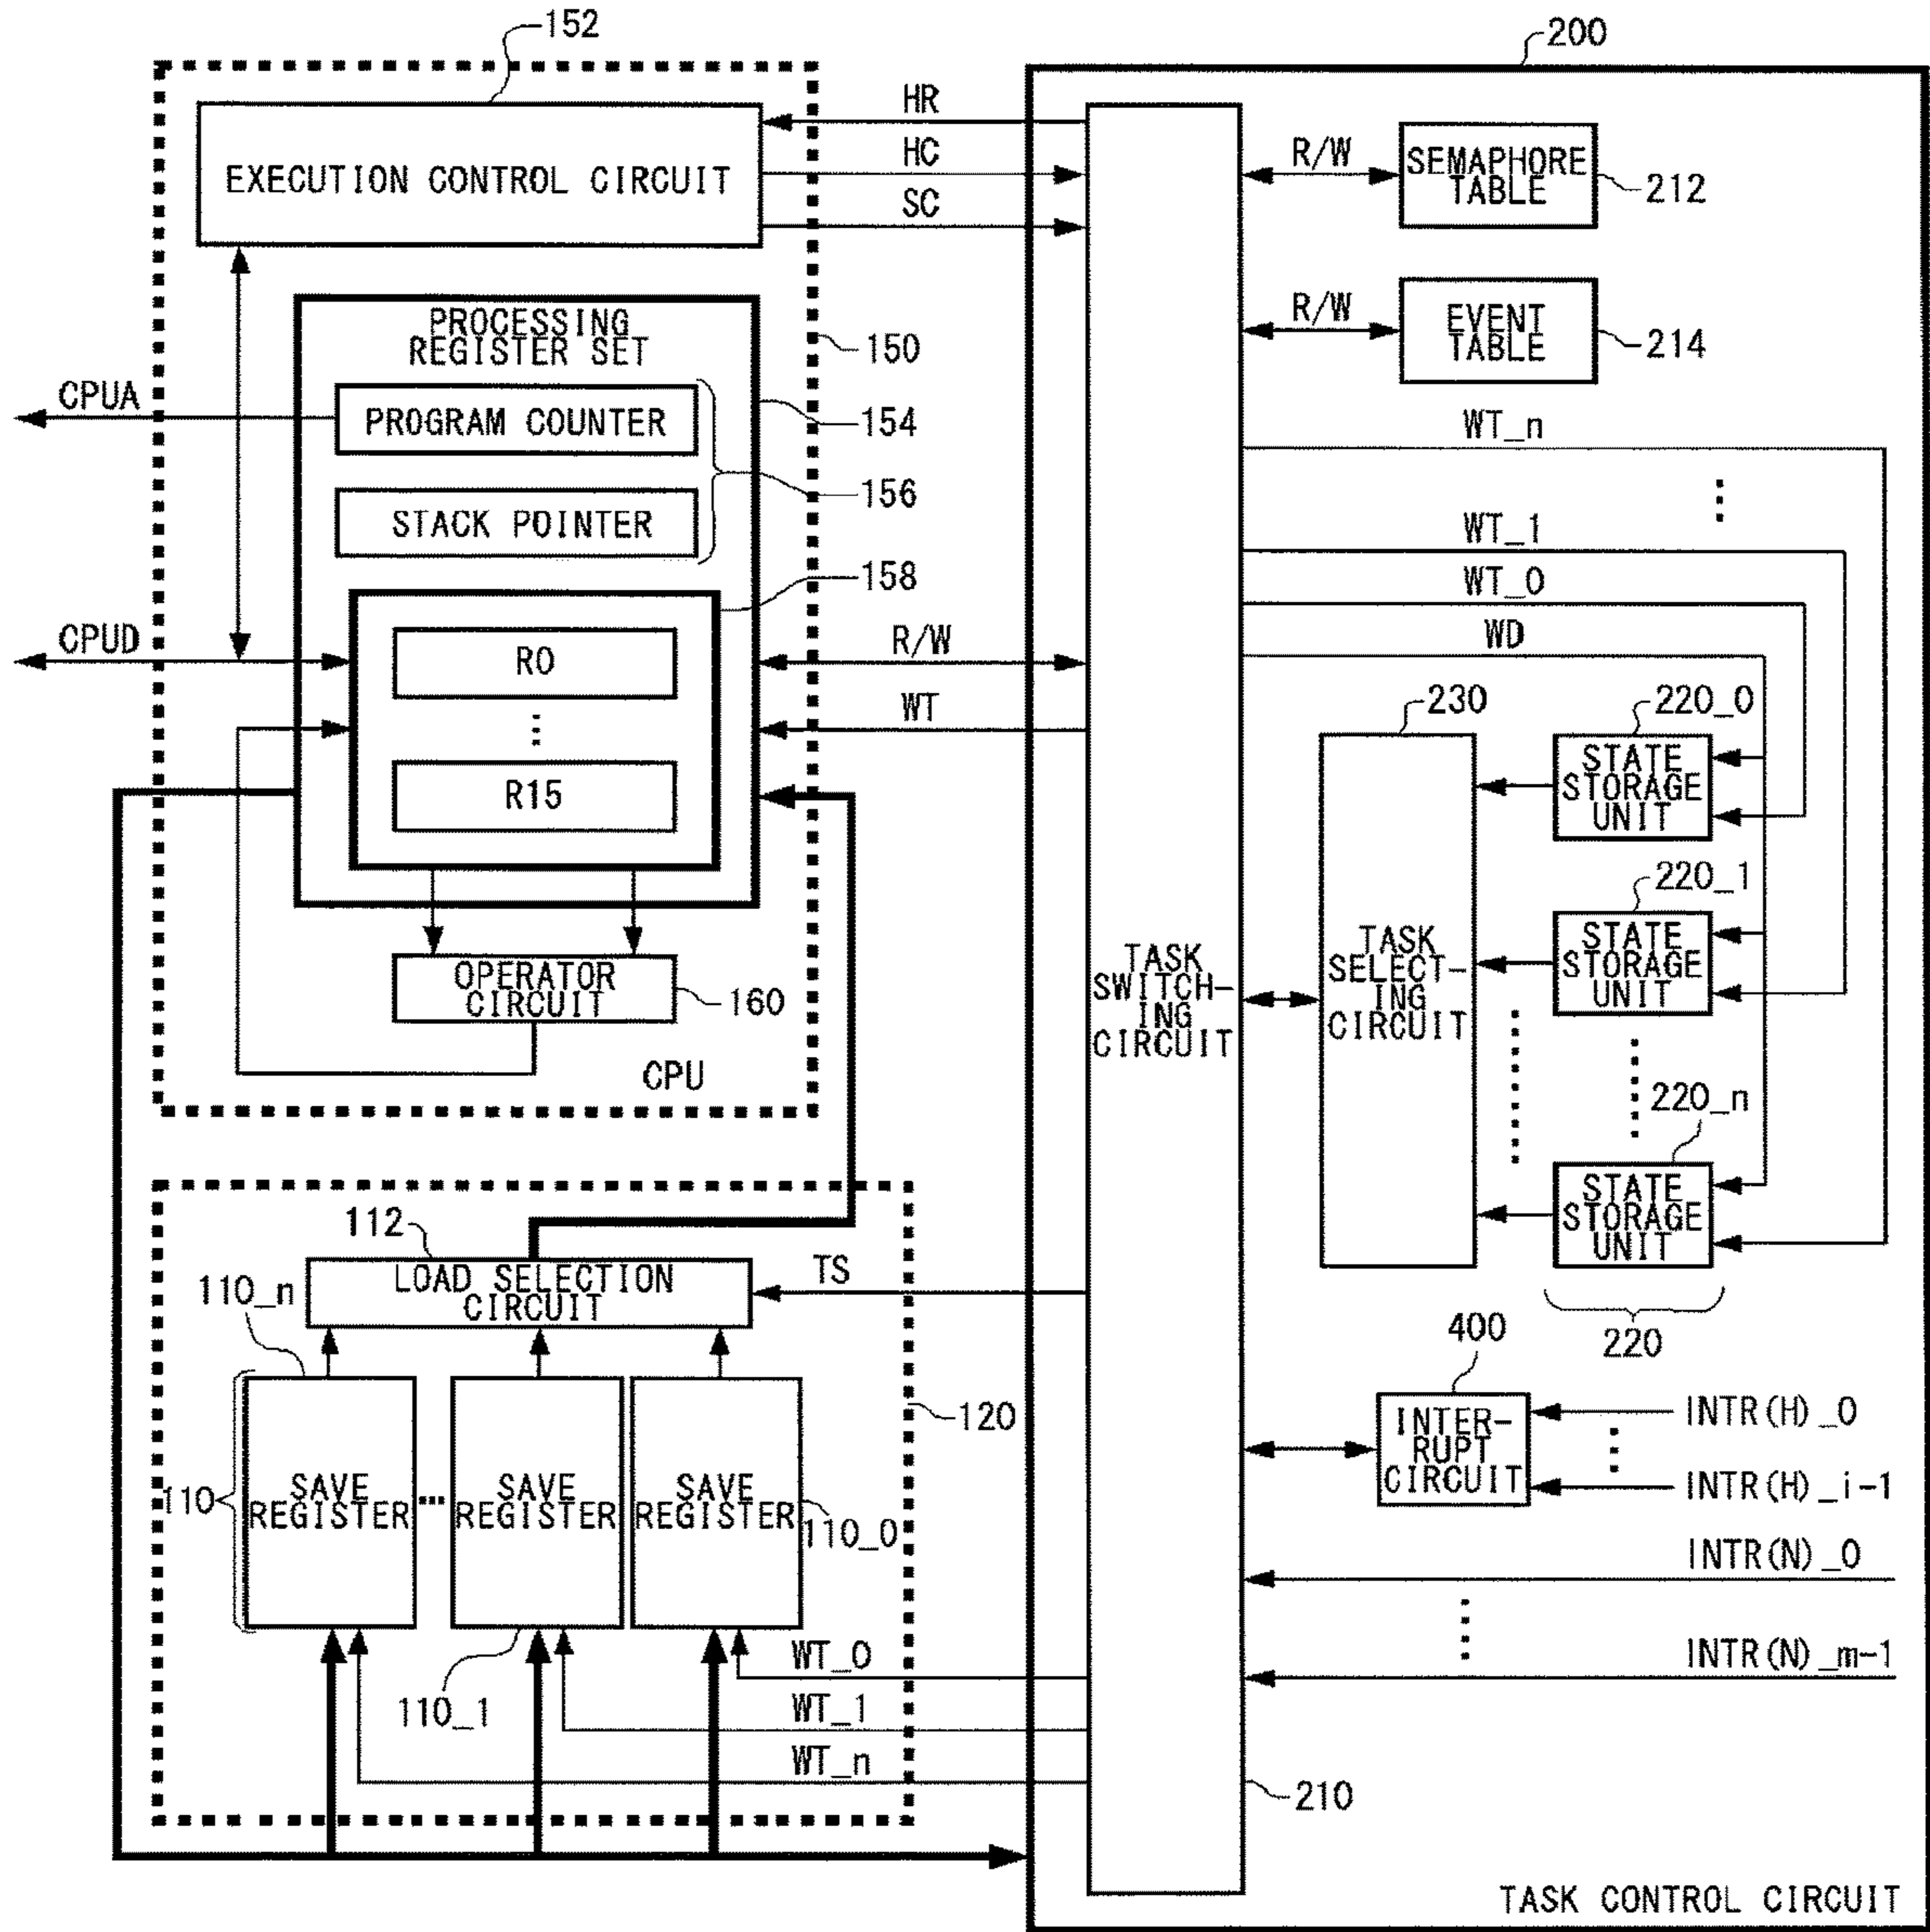 152
200
EXECUTION CONTROL CIRCUIT
HR
HC
SC
R/W
SEMAPHORE
TABLE
212
R/W
EVENT
TABLE
214
PROCESSING
REGISTER SET
150
CPUA
PROGRAM COUNTER
154
156
STACK POINTER
158
CPUD
R0
R15
R/W
WT
WT_n
WT_1
WT_0
WD
230
220_0
STATE
STORAGE
UNIT
220_1
STATE
STORAGE
UNIT
220_n
STATE
STORAGE
UNIT
220
TASK
SELECT-
ING
CIRCUIT
TASK
SWITCH-
ING
CIRCUIT
OPERATOR
CIRCUIT
160
CPU
112
LOAD SELECTION
CIRCUIT
TS
110_n
110
SAVE
REGISTER
SAVE
REGISTER
SAVE
REGISTER
110_0
110_1
120
WT_0
WT_1
WT_n
400
INTER-
RUPT
CIRCUIT
INTR(H)_0
INTR(H)_i-1
INTR(N)_0
INTR(N)_m-1
210
TASK CONTROL CIRCUIT